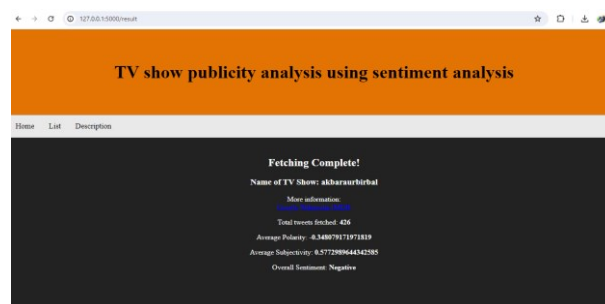 127.0.0.1:5000/result
TV show publicity analysis using sentiment analysis
Home List Description
Fetching Complete!
Name of TV Show: akbaraurbirbal
More information:
Total tweets fetched: 426
Average Polarity: -0.348079171971819
Average Subjectivity: 0.5772989644342585
Overall Sentiment: Negative